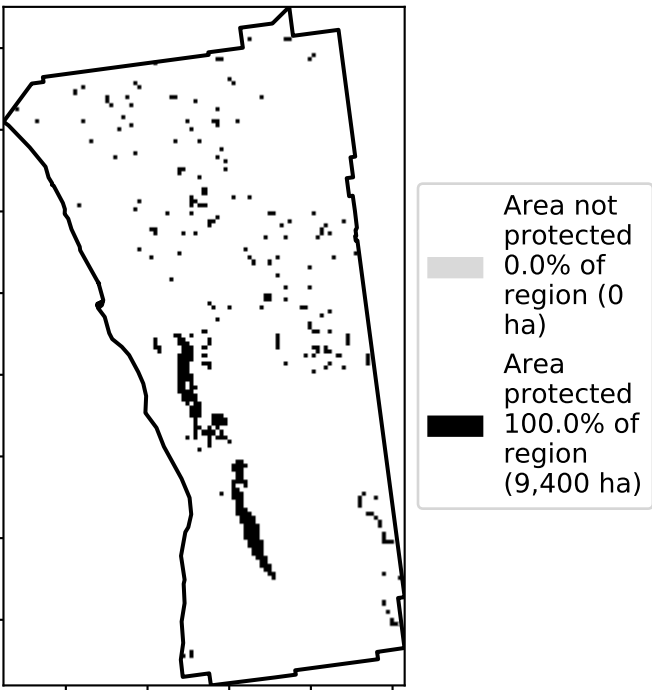 Area not
protected
0.0% of
region (0
ha)
Area
protected
100.0% of
region
(9,400 ha)